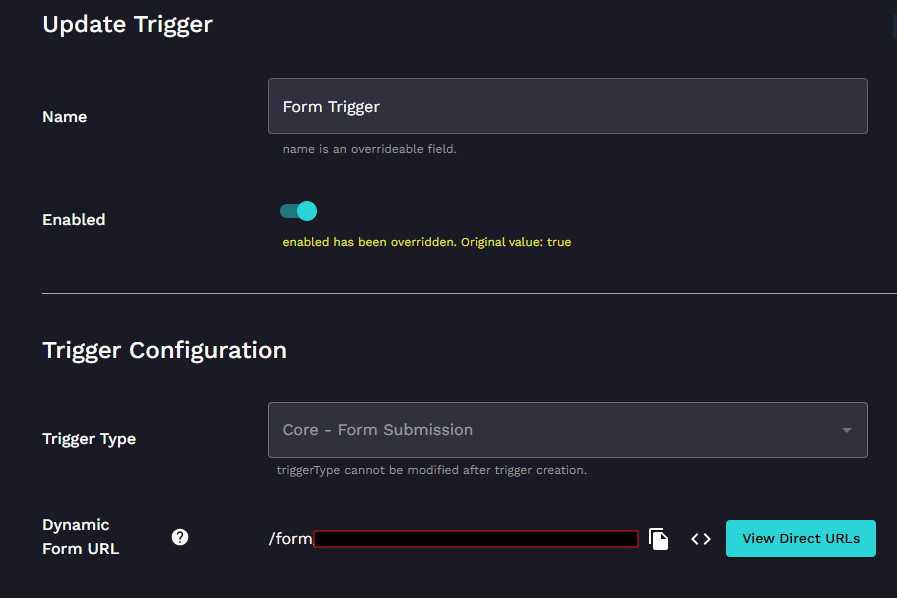 Update Trigger
Name
Form Trigger
name is an overrideable field.
Enabled
enabled has been overridden. Original value: true
Trigger Configuration
Trigger Type
Core - Form Submission
triggerType cannot be modified after trigger creation.
Dynamic
Form URL
?
/form
<>
View Direct URLs